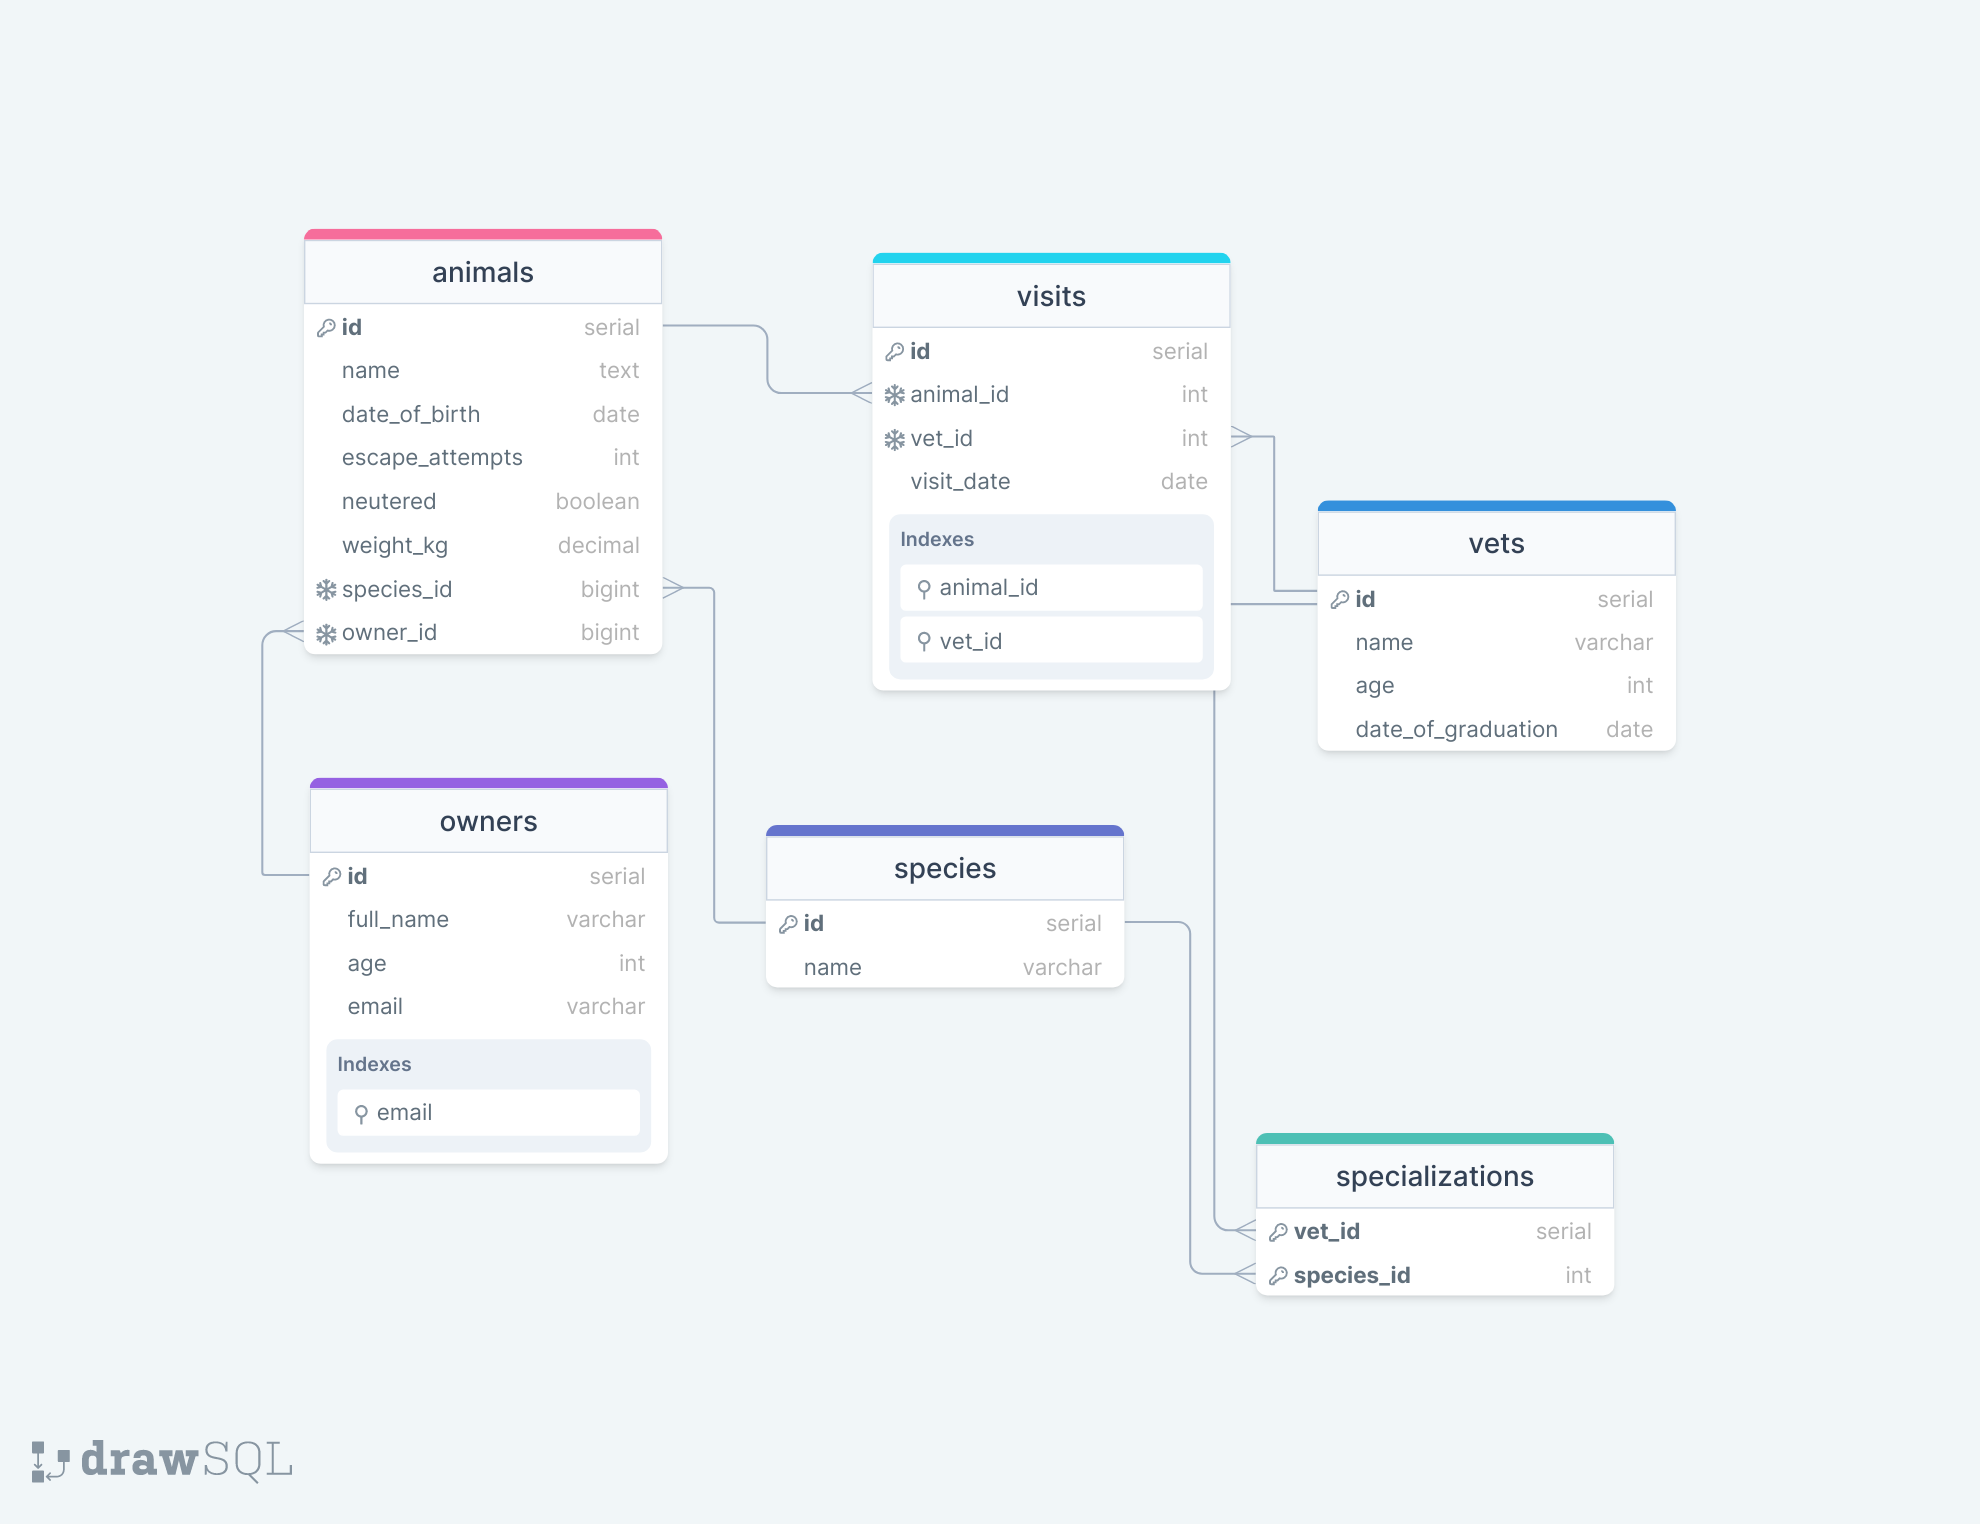 animals
id serial
name text
date_of_birth date
escape_attempts int
neutered boolean
weight_kg decimal
species_id bigint
owner_id bigint
visits
id serial
animal_id int
vet_id int
visit_date date
Indexes
animal_id
vet_id
vets
id serial
name varchar
age int
date_of_graduation date
owners
id serial
full_name varchar
age int
email varchar
Indexes
email
species
id serial
name varchar
specializations
vet_id serial
species_id int
drawSQL